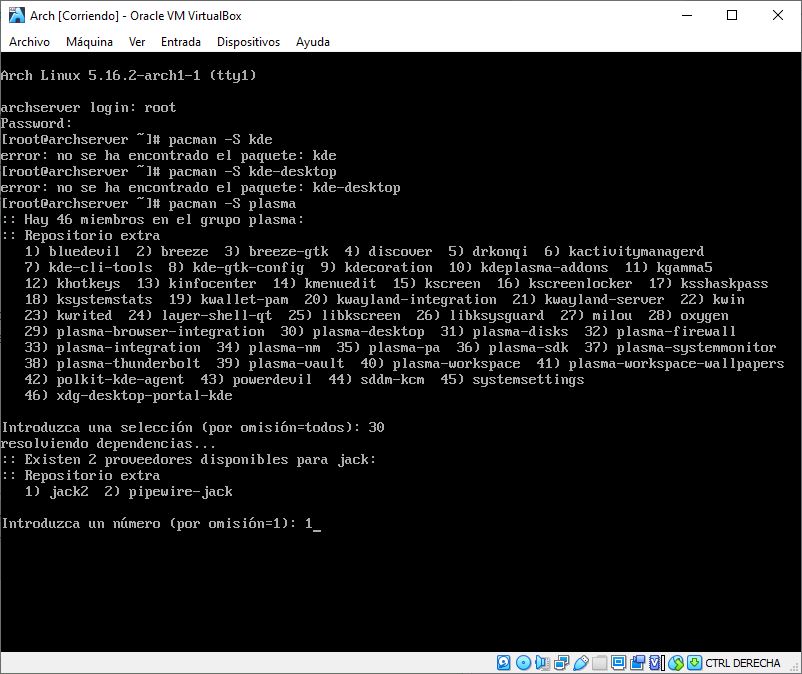 Arch [Corriendo] - Oracle VM VirtualBox
Archivo Máquina Ver Entrada Dispositivos Ayuda
Arch Linux 5.16.2-arch1-1 (tty1)
archserver login: root
Password:
[root@archserver ~]# pacman -S kde
error: no se ha encontrado el paquete: kde
[root@archserver ~]# pacman -S kde-desktop
error: no se ha encontrado el paquete: kde-desktop
[root@archserver ~]# pacman -S plasma
:: Hay 46 miembros en el grupo plasma:
:: Repositorio extra
1) bluedevil 2) breeze 3) breeze-gtk 4) discover 5) drkonqi 6) kactivitymanagerd
7) kde-cli-tools 8) kde-gtk-config 9) kdecoration 10) kdeplasma-addons 11) kgamma5
12) khotkeys 13) kinfocenter 14) kmenuedit 15) kscreen 16) kscreenlocker 17) ksshaskpass
18) ksystemstats 19) kwallet-pam 20) kwayland-integration 21) kwayland-server 22) kwin
23) kwrited 24) layer-shell-qt 25) libkscreen 26) libksysguard 27) milou 28) oxygen
29) plasma-browser-integration 30) plasma-desktop 31) plasma-disks 32) plasma-firewall
33) plasma-integration 34) plasma-nm 35) plasma-pa 36) plasma-sdk 37) plasma-systemmonitor
38) plasma-thunderbolt 39) plasma-vault 40) plasma-workspace 41) plasma-workspace-wallpapers
42) polkit-kde-agent 43) powerdevil 44) sddm-kcm 45) systemsettings
46) xdg-desktop-portal-kde
Introduzca una selección (por omisión=todos): 30
resolviendo dependencias...
:: Existen 2 proveedores disponibles para jack:
:: Repositorio extra
1) jack2 2) pipewire-jack
Introduzca un número (por omisión=1): 1_
CTRL DERECHA